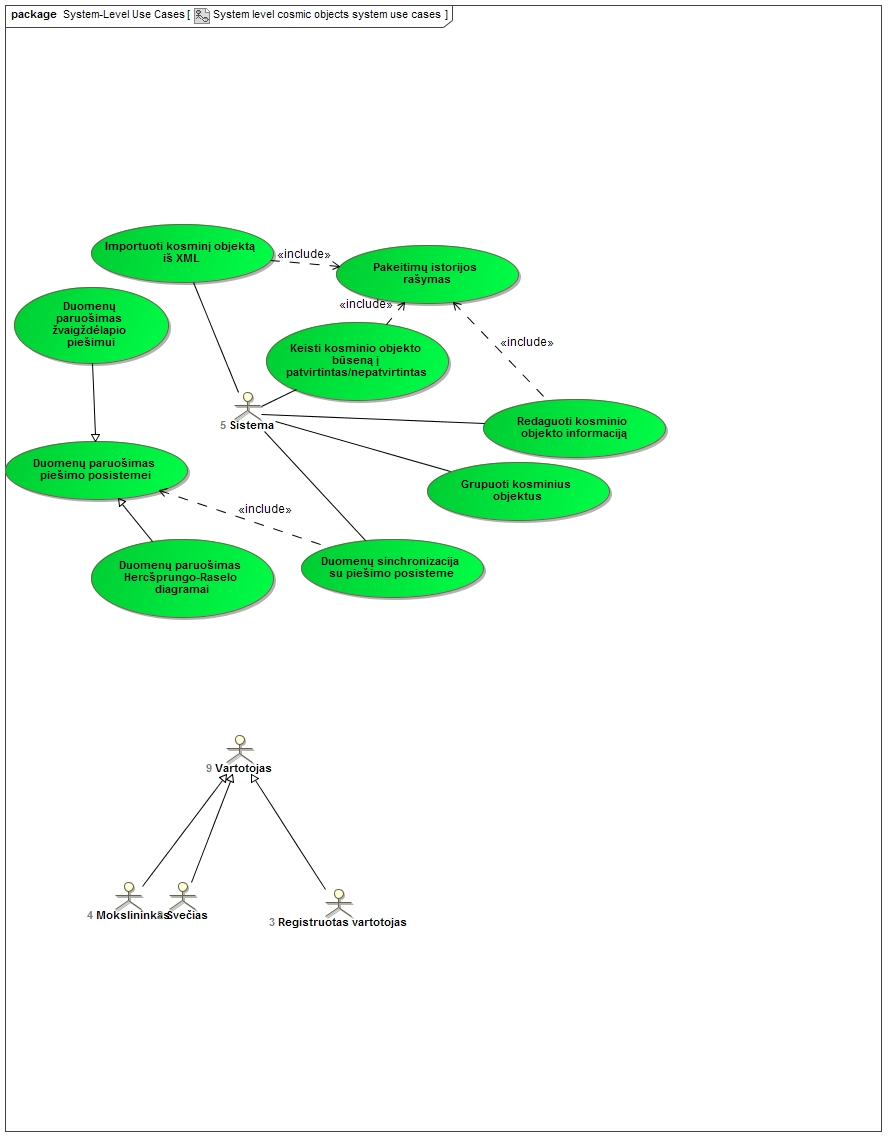 package System-Level Use Cases [ System level cosmic objects system use cases ]
Importuoti kosminį objektą
iš XML
«include»
Pakeitimų istorijos
rašymas
Duomenų
paruošimas
žvaigždėlapio
piešimui
«include»
Keisti kosminio objekto
būseną į
patvirtintas/nepatvirtintas
«include»
5 Sistema
Redaguoti kosminio
objekto informaciją
Duomenų paruošimas
piešimo posistemei
Grupuoti kosminius
objektus
«include»
Duomenų paruošimas
Hercšprungo-Raselo
diagramai
Duomenų sinchronizacija
su piešimo posisteme
9 Vartotojas
4 Mokslininkas
Svečias
3 Registruotas vartotojas